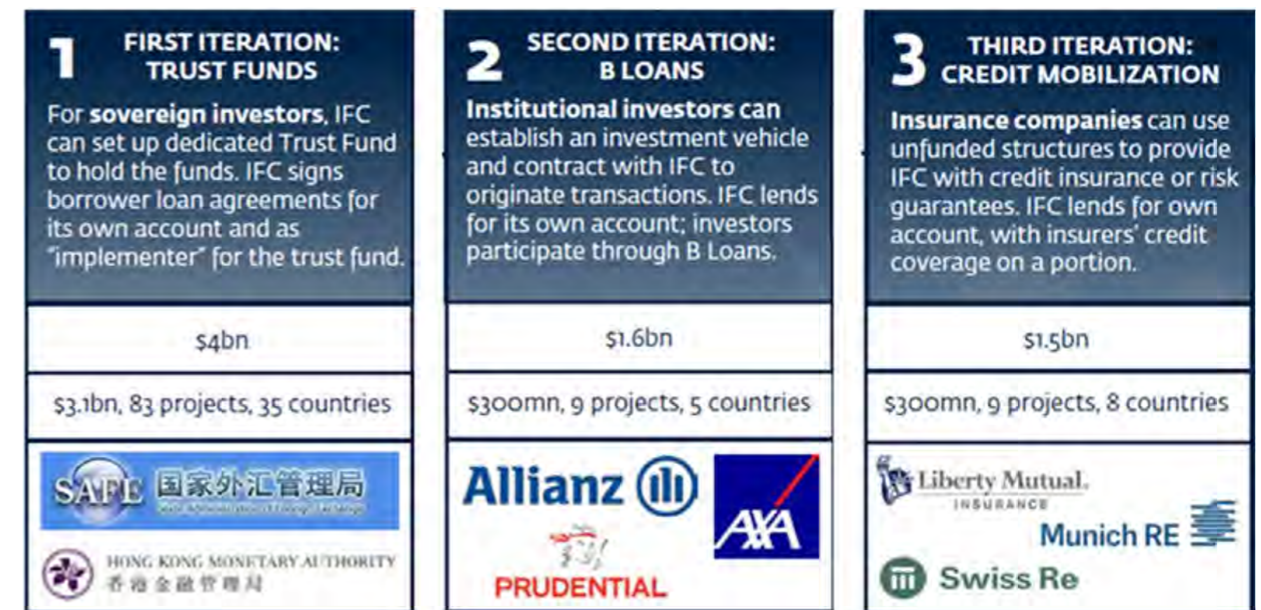 1 FIRST ITERATION:
TRUST FUNDS
For sovereign investors, IFC
can set up dedicated Trust Fund
to hold the funds. IFC signs
borrower loan agreements for
its own account and as
"implementer" for the trust fund.
$4bn
$3.1bn, 83 projects, 35 countries
SAFE 国家外汇管理局
State Administration of Foreign Exchange
HONG KONG MONETARY AUTHORITY
香港金融管理局
2 SECOND ITERATION:
B LOANS
Institutional investors can
establish an investment vehicle
and contract with IFC to
originate transactions. IFC lends
for its own account; investors
participate through B Loans.
$1.6bn
$300mn, 9 projects, 5 countries
Allianz
AXA
PRUDENTIAL
3 THIRD ITERATION:
CREDIT MOBILIZATION
Insurance companies can use
unfunded structures to provide
IFC with credit insurance or risk
guarantees. IFC lends for own
account, with insurers' credit
coverage on a portion.
$1.5bn
$300mn, 9 projects, 8 countries
Liberty Mutual.
INSURANCE
Munich RE
Swiss Re